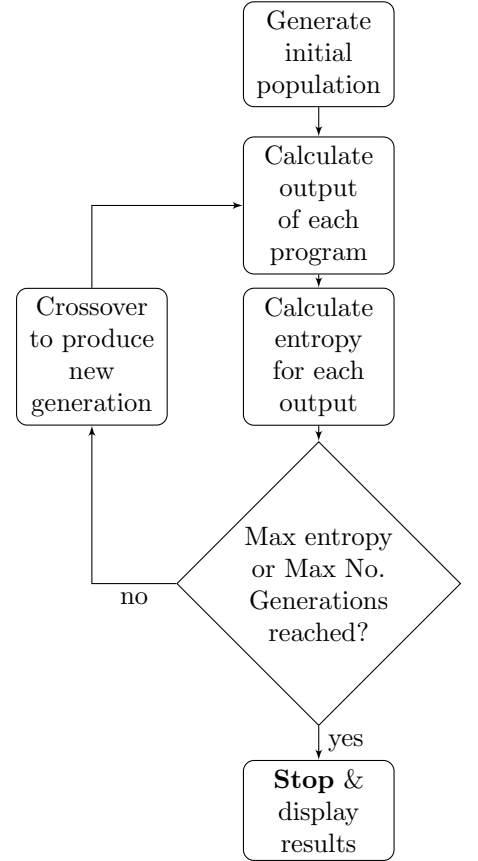 Generate
initial
population
Calculate
output
of each
program
Crossover
to produce
new
generation
Calculate
entropy
for each
output
Max entropy
or Max No.
Generations
reached?
no
yes
Stop &
display
results